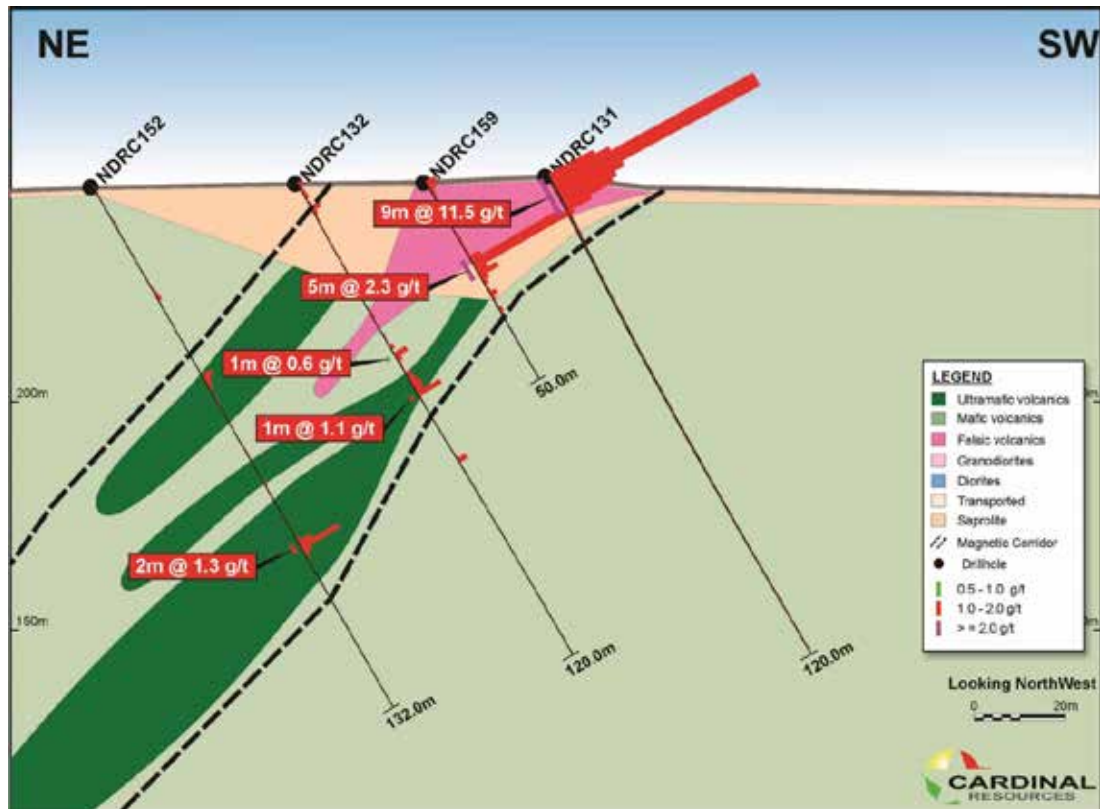 NE
SW
NDRC152
NDRC132
NDRC159
NDRC131
9m @ 11.5 g/t
5m @ 2.3 g/t
1m @ 0.6 g/t
50.0m
200m
1m @ 1.1 g/t
2m @ 1.3 g/t
150m
120.0m
120.0m
132.0m
LEGEND
Ultramafic volcanics
Mafic volcanics
Felsic volcanics
Granodiorites
Diorites
Transported
Saprolite
Magnetic Corridor
Drillhole
0.5 - 1.0 g/t
1.0 - 2.0 g/t
> = 2.0 g/t
Looking NorthWest
0 20m
CARDINAL
RESOURCES